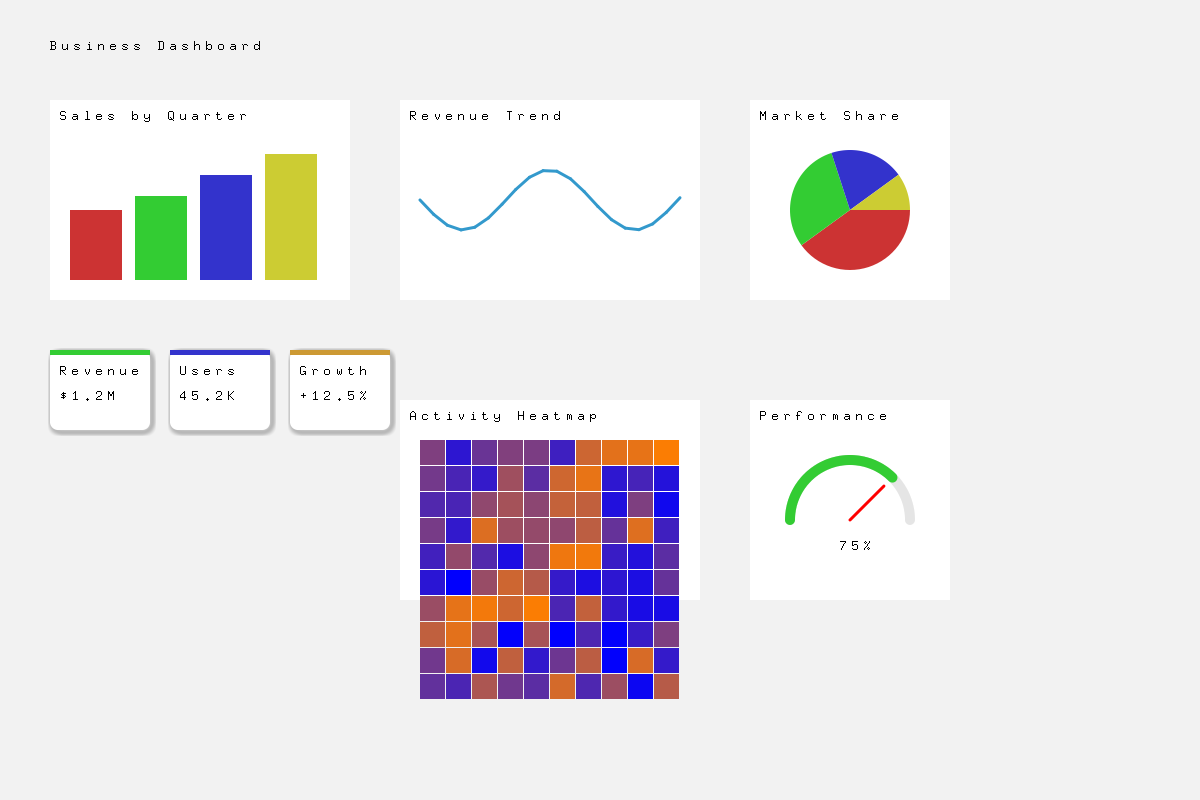 Business Dashboard
Sales by Quarter
Revenue Trend
Market Share
Revenue
$1.2M
Users
45.2K
Growth
+12.5%
Activity Heatmap
Performance
75%